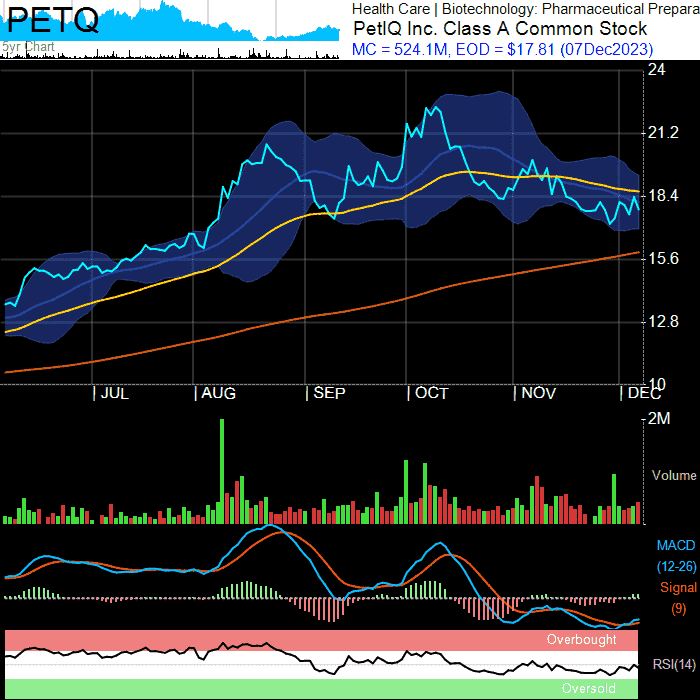 PETQ
5yr Chart
Health Care | Biotechnology: Pharmaceutical Prepara
PetIQ Inc. Class A Common Stock
MC = 524.1M, EOD = $17.81 (07Dec2023)
24
21.2
18.4
15.6
12.8
10
| JUL | AUG | SEP | OCT | NOV | DEC
2M
Volume
MACD
(12-26)
Signal
(9)
Overbought
RSI(14)
Oversold